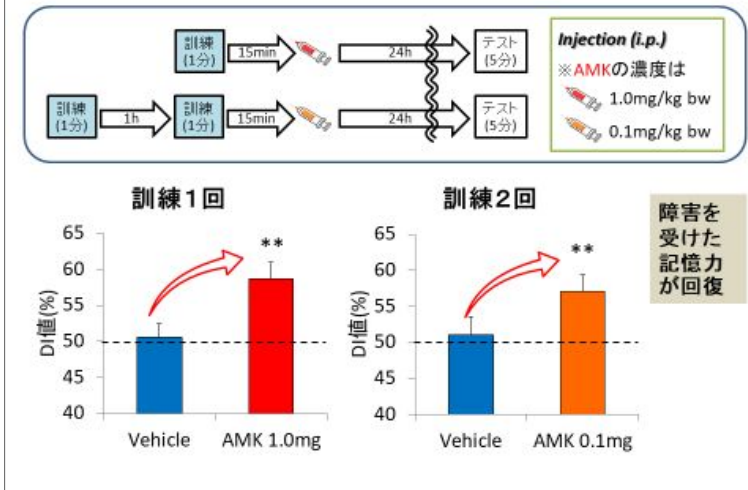 訓練
(1分)
15min
24h
テスト
(5分)
訓練
(1分)
1h
訓練
(1分)
15min
24h
テスト
(5分)
Injection (i.p.)
※AMKの濃度は
1.0mg/kg bw
0.1mg/kg bw
訓練1回
65
60
55
50
45
40
DI値(%)
**
Vehicle
AMK 1.0mg
訓練2回
65
60
55
50
45
40
DI値(%)
**
Vehicle
AMK 0.1mg
障害を
受けた
記憶力
が回復